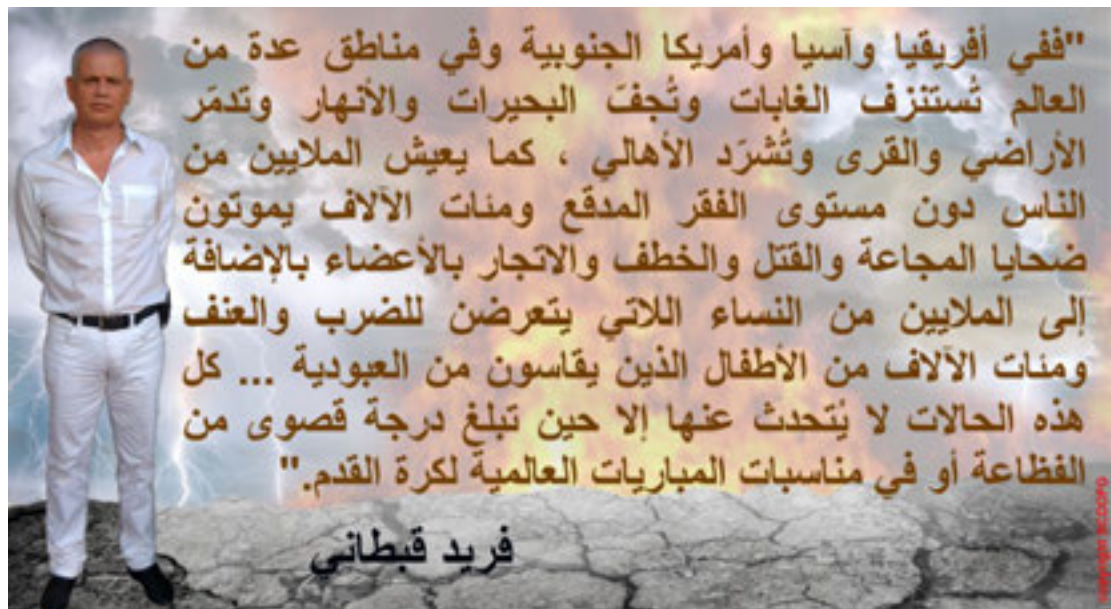 "ففي أفريقيا وآسيا وأمريكا الجنوبية وفي مناطق عدة من
العالم تُستنزف الغابات وتُجفّ البحيرات والأنهار وتدمّر
الأراضي والقرى وتُشرّد الأهالي ، كما يعيش الملايين من
الناس دون مستوى الفقر المدقع ومئات الآلاف يموتون
ضحايا المجاعة والقتل والخطف والاتجار بالأعضاء بالإضافة
إلى الملايين من النساء اللاتي يتعرضن للضرب والعنف
ومئات الآلاف من الأطفال الذين يقاسون من العبودية ... كل
هذه الحالات لا يُتحدث عنها إلا حين تبلغ درجة قصوى من
الفظاعة أو في مناسبات المباريات العالمية لكرة القدم."
فريد قبطاني